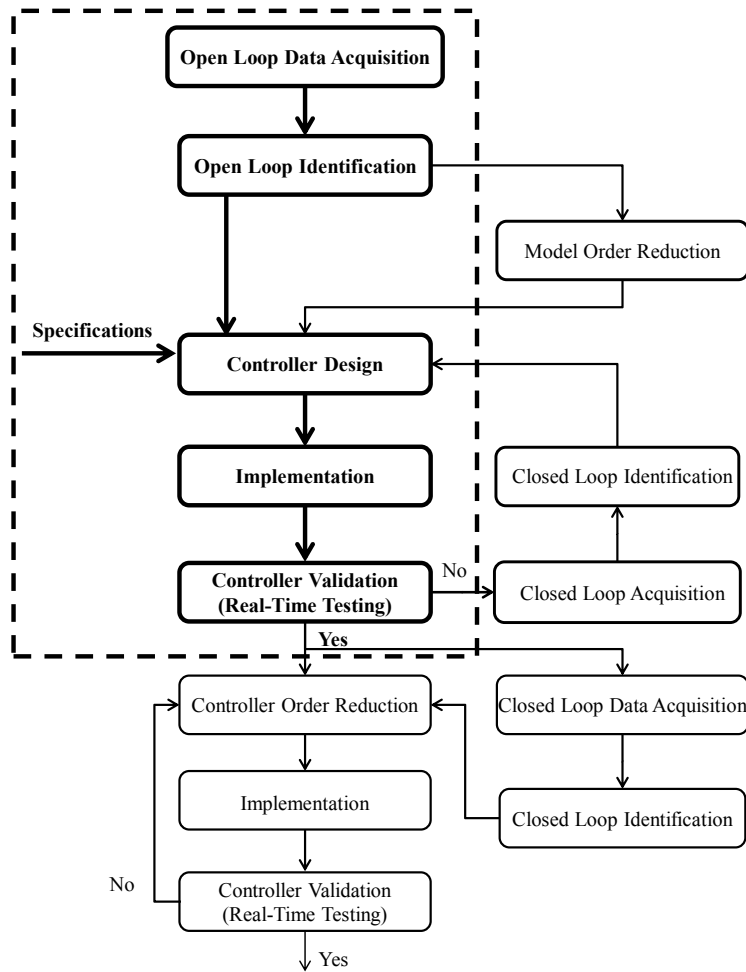 Open Loop Data Acquisition
Open Loop Identification
Model Order Reduction
Specifications
Controller Design
Closed Loop Identification
Implementation
Controller Validation
(Real-Time Testing)
No
Closed Loop Acquisition
Yes
Controller Order Reduction
Closed Loop Data Acquisition
Implementation
Closed Loop Identification
No
Controller Validation
(Real-Time Testing)
Yes